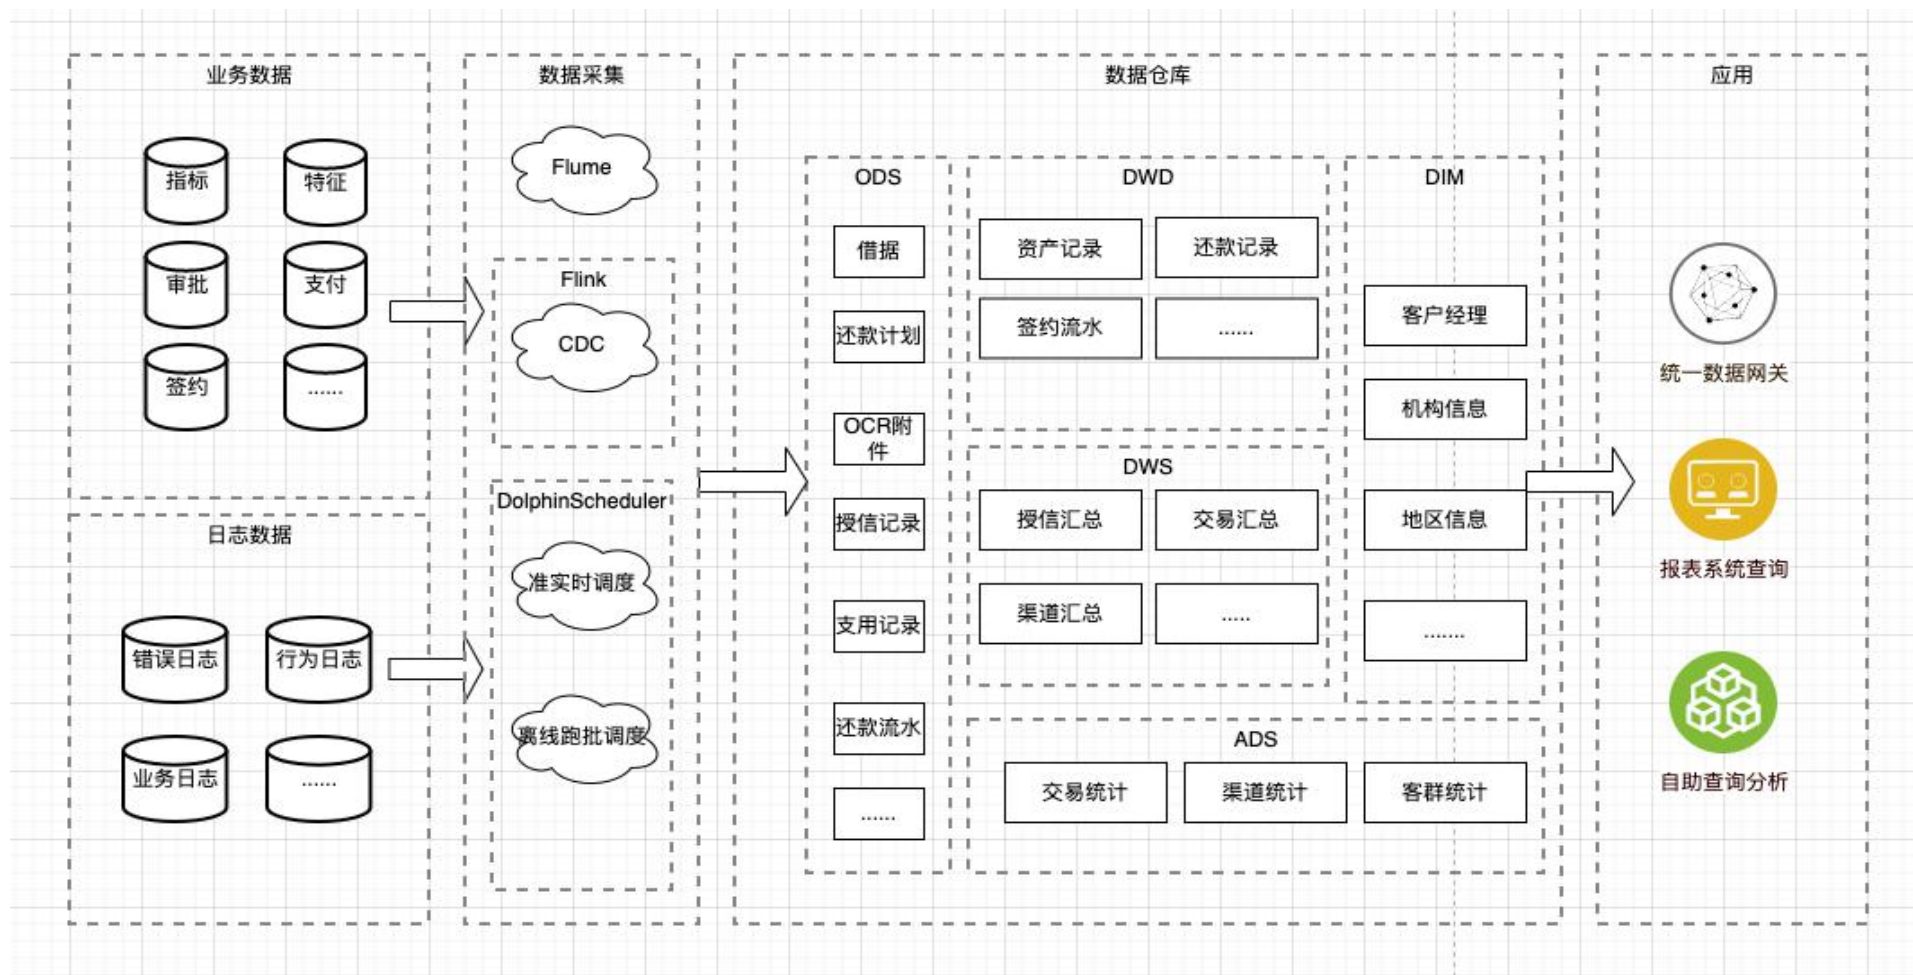 业务数据
指标
特征
审批
支付
签约
......
日志数据
错误日志
行为日志
业务日志
......
数据采集
Flume
Flink
CDC
DolphinScheduler
准实时调度
离线跑批调度
数据仓库
ODS
借据
还款计划
OCR附
件
授信记录
支用记录
还款流水
......
DWD
资产记录
还款记录
签约流水
......
DWS
授信汇总
交易汇总
渠道汇总
.....
DIM
客户经理
机构信息
地区信息
.......
ADS
交易统计
渠道统计
客群统计
应用
统一数据网关
报表系统查询
自助查询分析